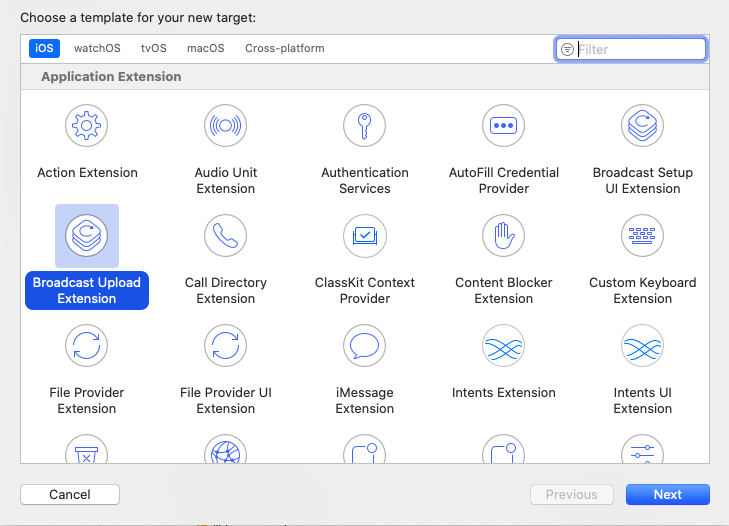 Choose a template for your new target:
iOS watchOS tvOS macOS Cross-platform Filter
Application Extension
Action Extension
Audio Unit
Extension
Authentication
Services
AutoFill Credential
Provider
Broadcast Setup
UI Extension
Broadcast Upload
Extension
Call Directory
Extension
ClassKit Context
Provider
Content Blocker
Extension
Custom Keyboard
Extension
File Provider
Extension
File Provider UI
Extension
iMessage
Extension
Intents Extension
Intents UI
Extension
Cancel Previous Next